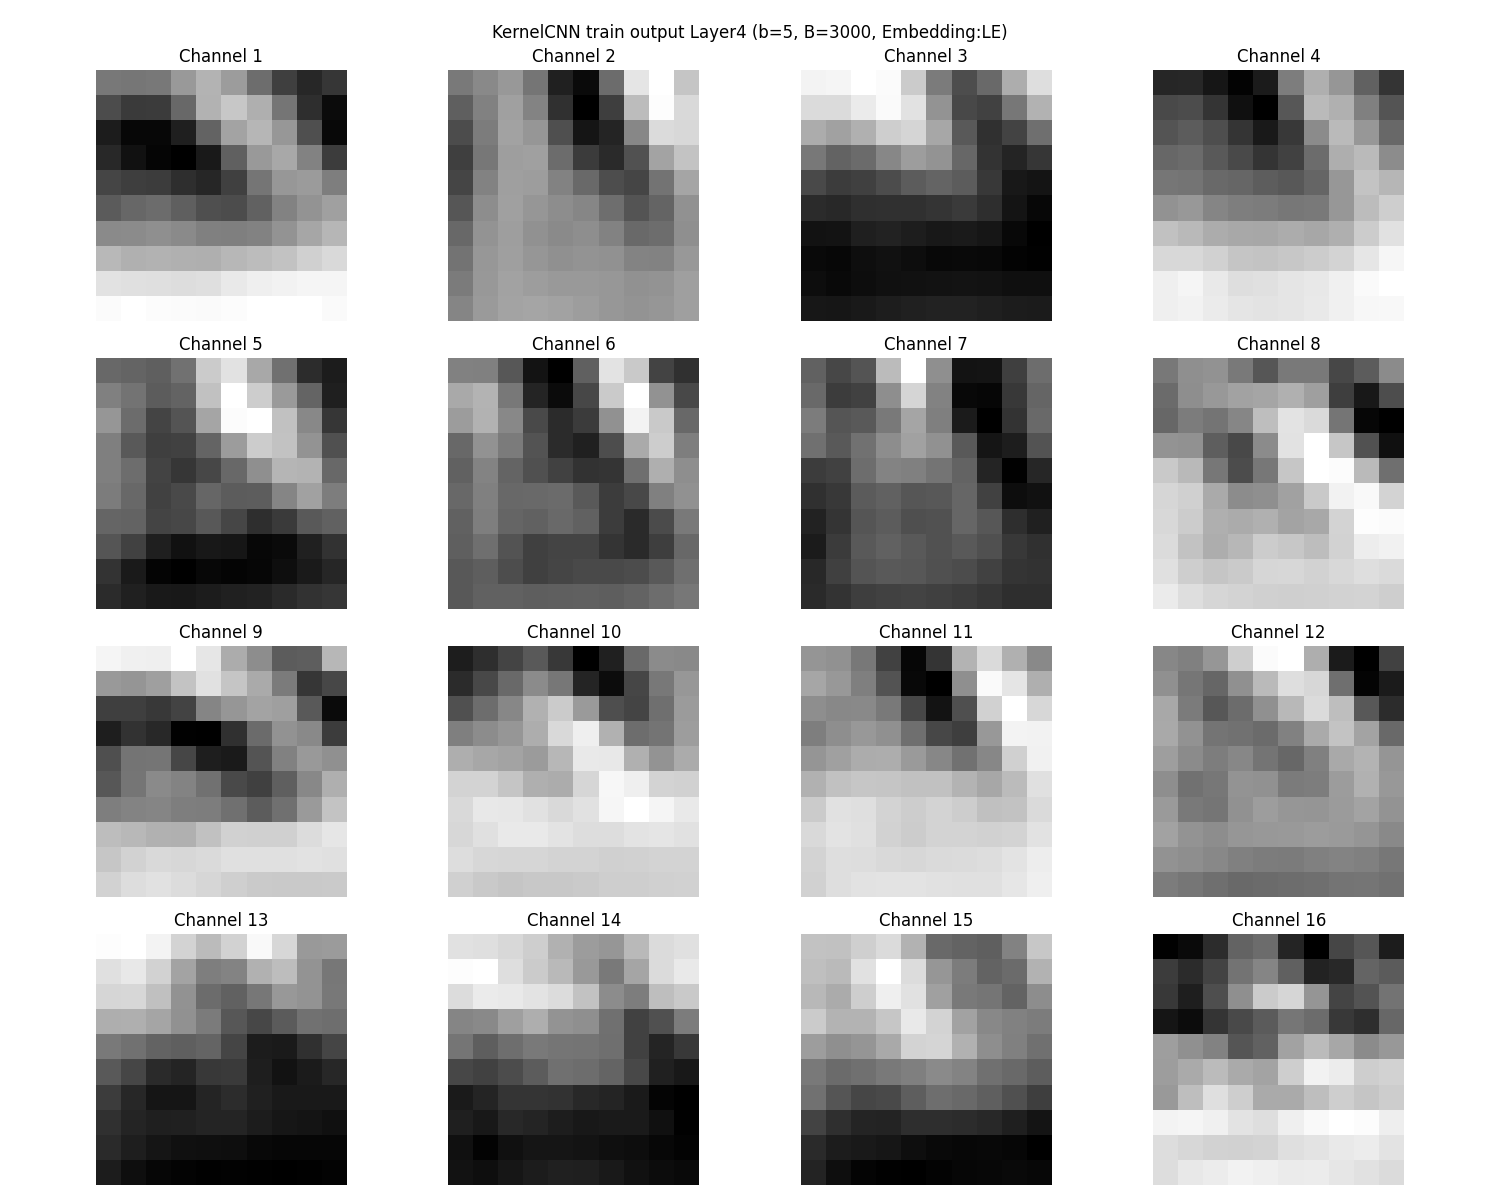 KernelCNN train output Layer4 (b=5, B=3000, Embedding:LE)
Channel 1
Channel 2
Channel 3
Channel 4
Channel 5
Channel 6
Channel 7
Channel 8
Channel 9
Channel 10
Channel 11
Channel 12
Channel 13
Channel 14
Channel 15
Channel 16